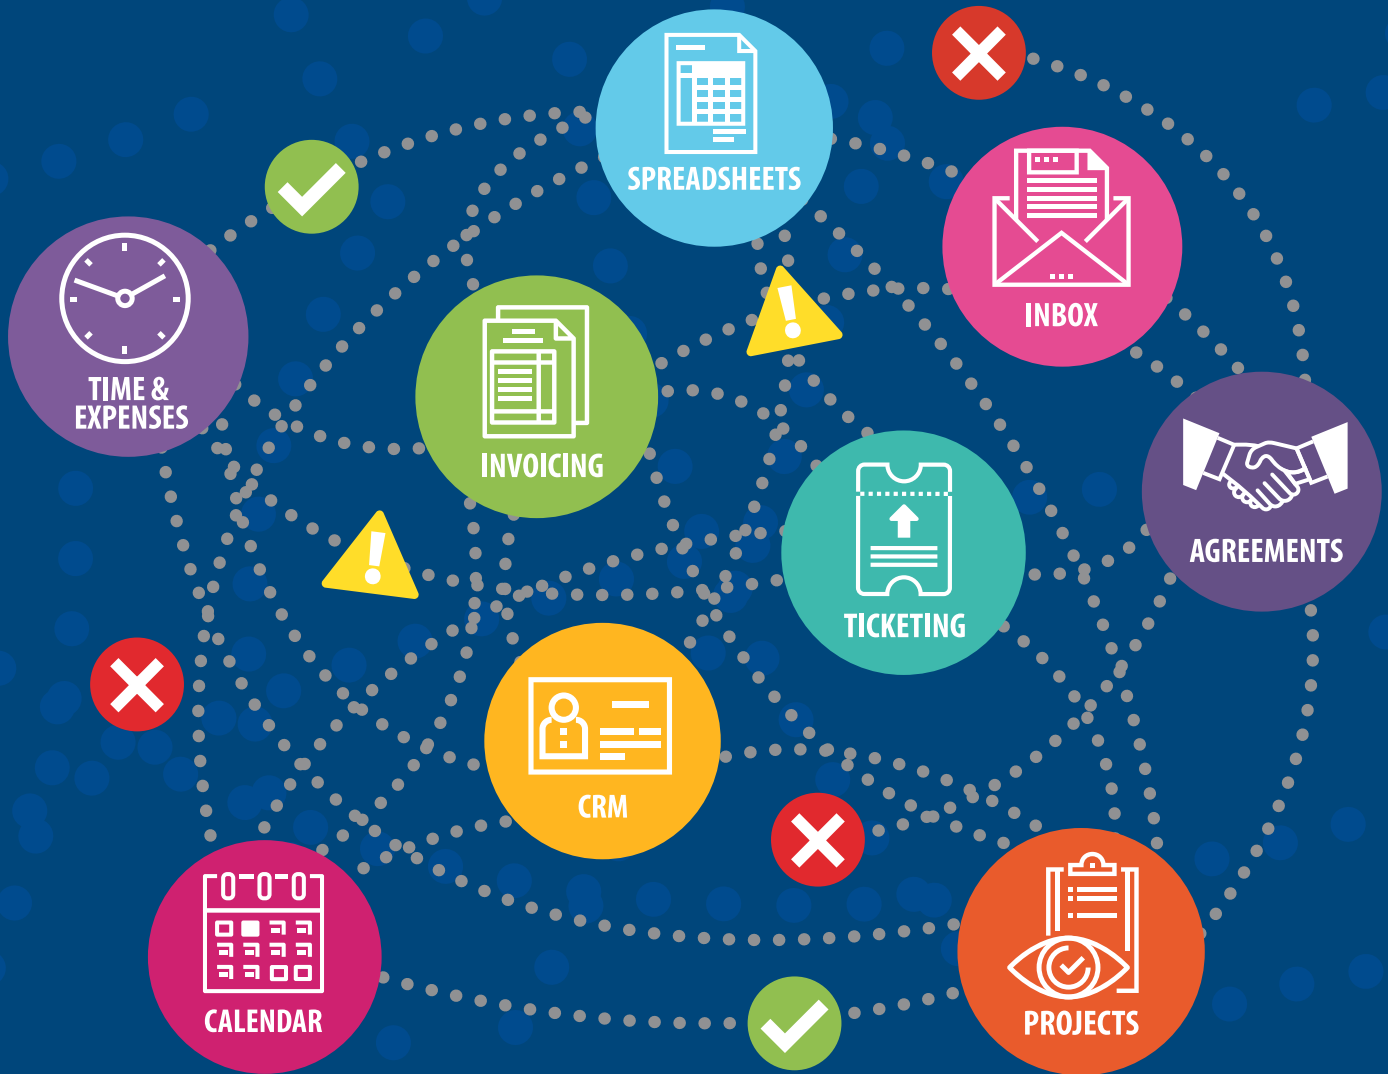 SPREADSHEETS
INBOX
TIME &
EXPENSES
INVOICING
AGREEMENTS
TICKETING
CRM
CALENDAR
PROJECTS